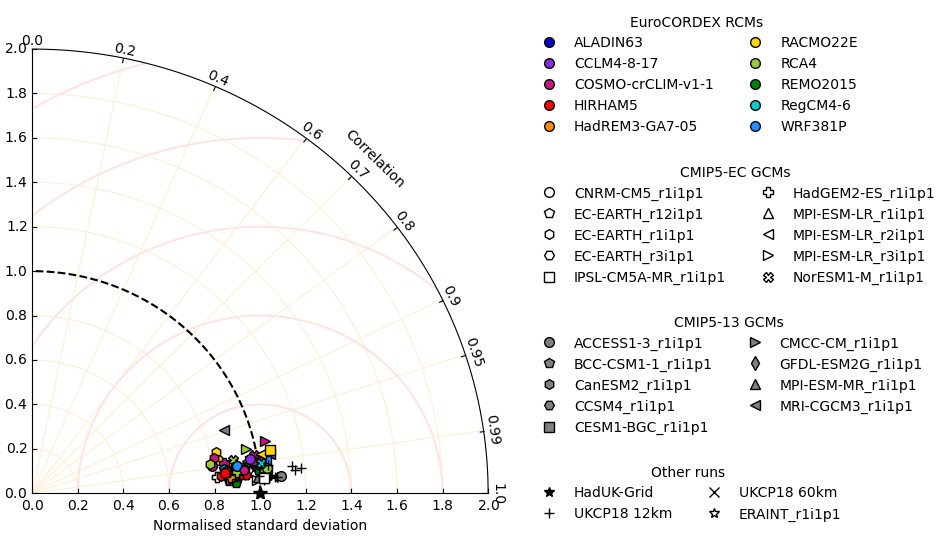 0.0
0.2
0.4
0.6
Correlation
0.7
0.8
0.9
0.95
0.99
1.0
2.0
1.8
1.6
1.4
1.2
1.0
0.8
0.6
0.4
0.2
0.0
0.0 0.2 0.4 0.6 0.8 1.0 1.2 1.4 1.6 1.8 2.0
Normalised standard deviation
EuroCORDEX RCMs
ALADIN63 RACMO22E
CCLM4-8-17 RCA4
COSMO-crCLIM-v1-1 REMO2015
HIRHAM5 RegCM4-6
HadREM3-GA7-05 WRF381P
CMIP5-EC GCMs
CNRM-CM5_r1i1p1 HadGEM2-ES_r1i1p1
EC-EARTH_r12i1p1 MPI-ESM-LR_r1i1p1
EC-EARTH_r1i1p1 MPI-ESM-LR_r2i1p1
EC-EARTH_r3i1p1 MPI-ESM-LR_r3i1p1
IPSL-CM5A-MR_r1i1p1 NorESM1-M_r1i1p1
CMIP5-13 GCMs
ACCESS1-3_r1i1p1 CMCC-CM_r1i1p1
BCC-CSM1-1_r1i1p1 GFDL-ESM2G_r1i1p1
CanESM2_r1i1p1 MPI-ESM-MR_r1i1p1
CCSM4_r1i1p1 MRI-CGCM3_r1i1p1
CESM1-BGC_r1i1p1
Other runs
HadUK-Grid UKCP18 60km
UKCP18 12km ERAINT_r1i1p1